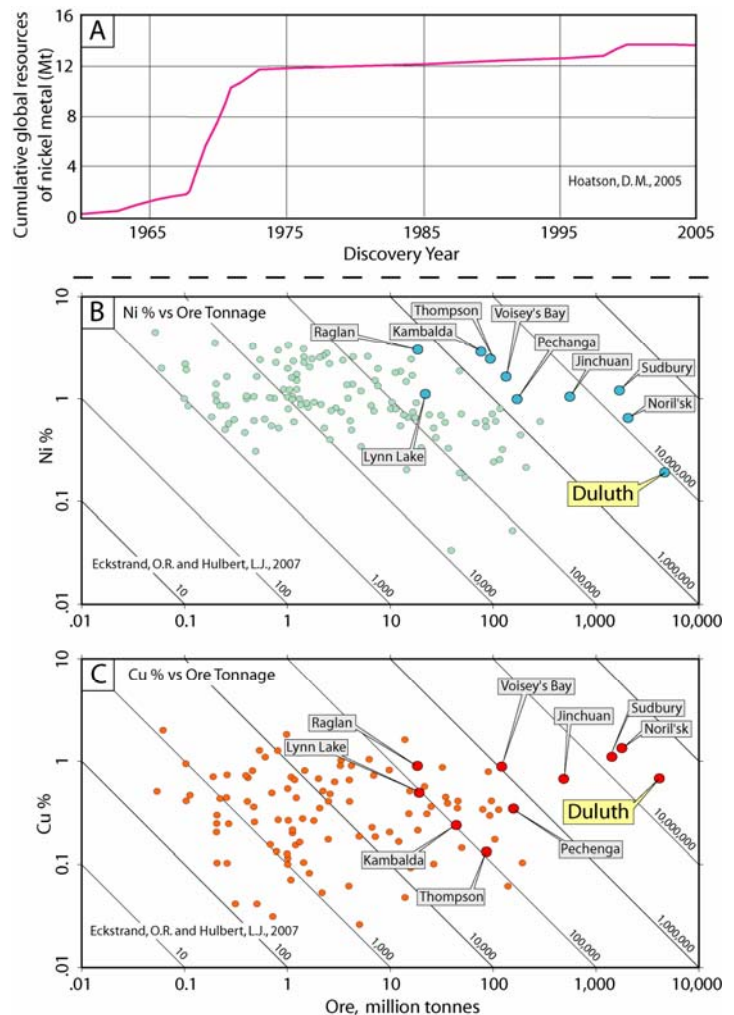 A
Cumulative global resources
of nickel metal (Mt)
16
12
8
4
0
Hoatson, D. M., 2005
1965 1975 1985 1995 2005
Discovery Year
B
Ni % vs Ore Tonnage
Thompson
Voisey's Bay
Raglan
Kambalda
Pechanga
Jinchuan
Sudbury
Noril'sk
Lynn Lake
Duluth
Ni %
10
1
0.1
.01
Eckstrand, O.R. and Hulbert, L.J., 2007
10
100
1,000
10,000
100,000
1,000,000
10,000,000
.01 0.1 1 10 100 1,000 10,000
C
Cu % vs Ore Tonnage
Voisey's Bay
Raglan
Jinchuan
Sudbury
Lynn Lake
Noril'sk
Duluth
Kambalda
Pechenga
Thompson
Cu %
10
1
0.1
.01
Eckstrand, O.R. and Hulbert, L.J., 2007
10
100
1,000
10,000
100,000
1,000,000
10,000,000
.01 0.1 1 10 100 1,000 10,000
Ore, million tonnes